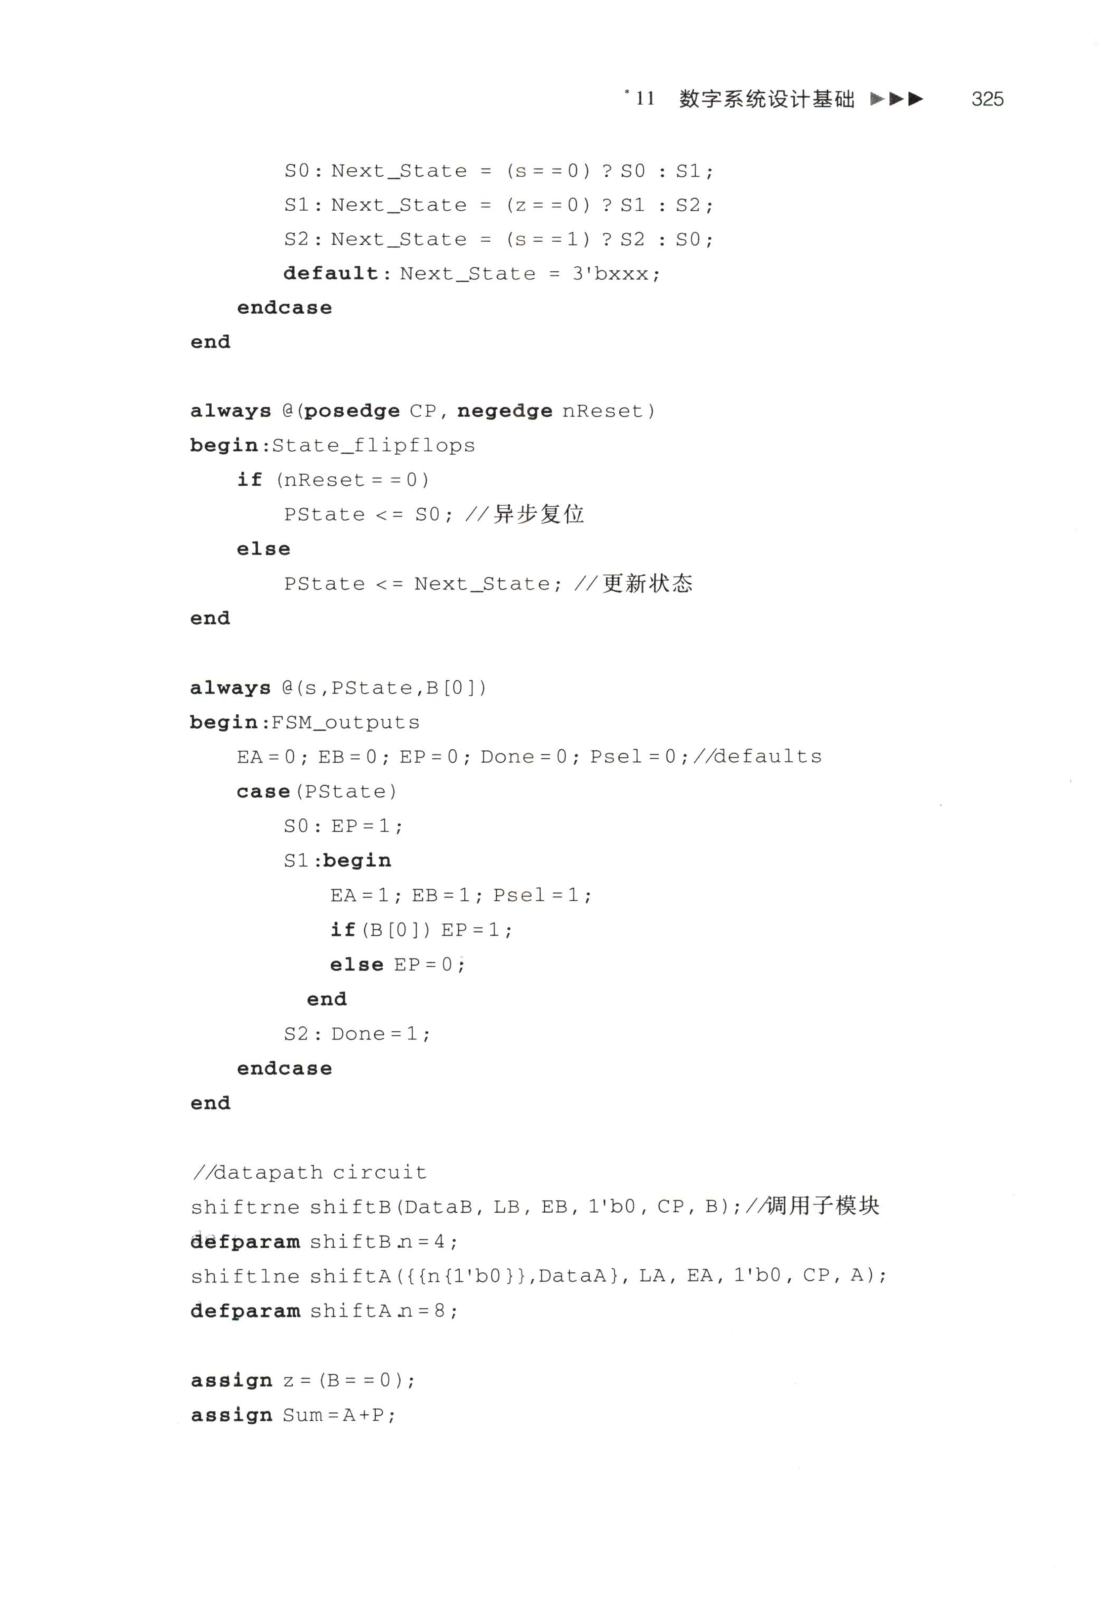 *11 数字系统设计基础 ▶▶▶ 325
S0: Next_State = (s==0) ? S0 : S1;
S1: Next_State = (z==0) ? S1 : S2;
S2: Next_State = (s==1) ? S2 : S0;
default: Next_State = 3'bxxx;
endcase
end
always @(posedge CP, negedge nReset)
begin:State_flipflops
if (nReset==0)
PState <= S0; //异步复位
else
PState <= Next_State; //更新状态
end
always @(s,PState,B[0])
begin:FSM_outputs
EA=0; EB=0; EP=0; Done=0; Psel=0;//defaults
case(PState)
S0: EP=1;
S1:begin
EA=1; EB=1; Psel=1;
if(B[0]) EP=1;
else EP=0;
end
S2: Done=1;
endcase
end
//datapath circuit
shiftrne shiftB(DataB, LB, EB, 1'b0, CP, B);//调用子模块
defparam shiftB.n=4;
shiftlne shiftA({{n{1'b0}},DataA}, LA, EA, 1'b0, CP, A);
defparam shiftA.n=8;
assign z=(B==0);
assign Sum=A+P;